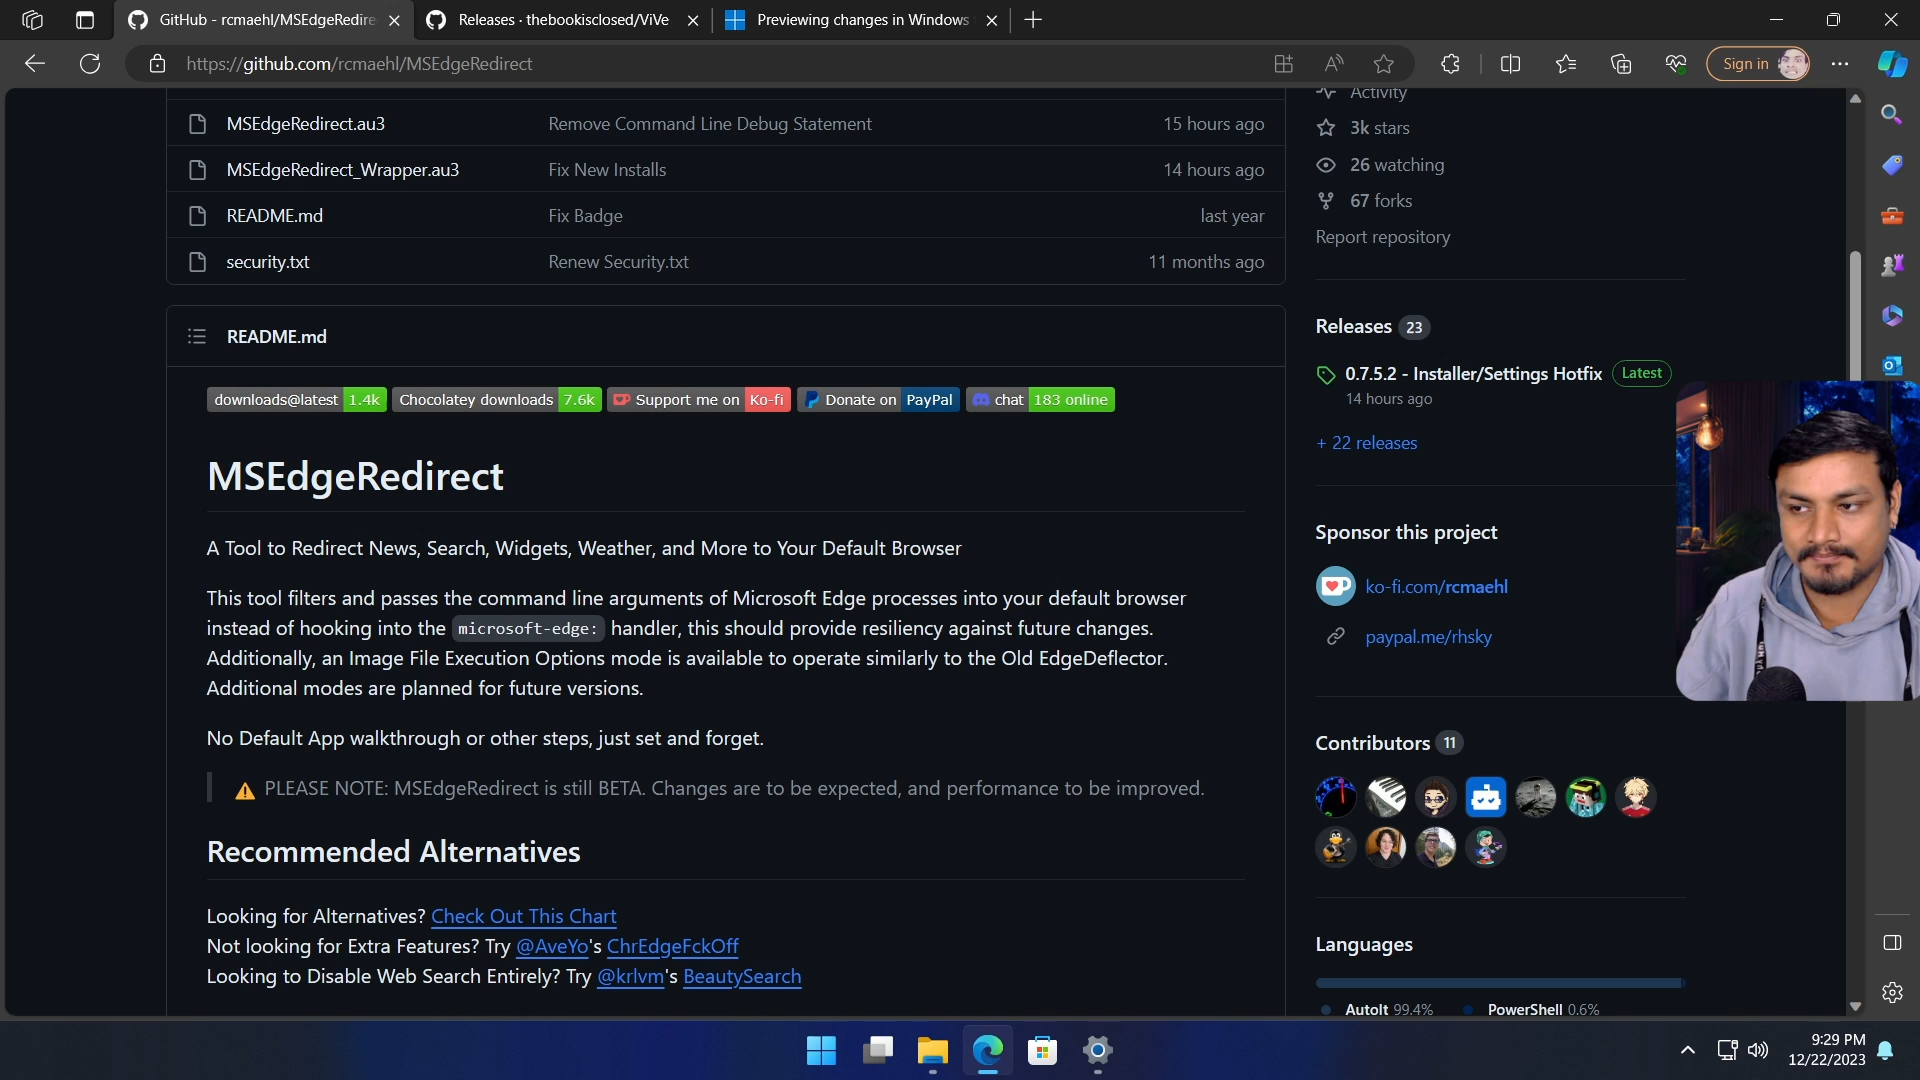 GitHub - rcmaehl/MSEdgeRedire
Releases · thebookisclosed/ViVe
Previewing changes in Windows
https://github.com/rcmaehl/MSEdgeRedirect
Sign in
MSEdgeRedirect.au3 Remove Command Line Debug Statement 15 hours ago
MSEdgeRedirect_Wrapper.au3 Fix New Installs 14 hours ago
README.md Fix Badge last year
security.txt Renew Security.txt 11 months ago
README.md
downloads@latest 1.4k Chocolatey downloads 7.6k Support me on Ko-fi Donate on PayPal chat 183 online
MSEdgeRedirect
A Tool to Redirect News, Search, Widgets, Weather, and More to Your Default Browser
This tool filters and passes the command line arguments of Microsoft Edge processes into your default browser
instead of hooking into the microsoft-edge: handler, this should provide resiliency against future changes.
Additionally, an Image File Execution Options mode is available to operate similarly to the Old EdgeDeflector.
Additional modes are planned for future versions.
No Default App walkthrough or other steps, just set and forget.
PLEASE NOTE: MSEdgeRedirect is still BETA. Changes are to be expected, and performance to be improved.
Recommended Alternatives
Looking for Alternatives? Check Out This Chart
Not looking for Extra Features? Try @AveYo's ChrEdgeFckOff
Looking to Disable Web Search Entirely? Try @krlvm's BeautySearch
Activity
3k stars
26 watching
67 forks
Report repository
Releases 23
0.7.5.2 - Installer/Settings Hotfix Latest
14 hours ago
+ 22 releases
Sponsor this project
ko-fi.com/rcmaehl
paypal.me/rhsky
Contributors 11
Languages
AutoIt 99.4% PowerShell 0.6%
9:29 PM
12/22/2023